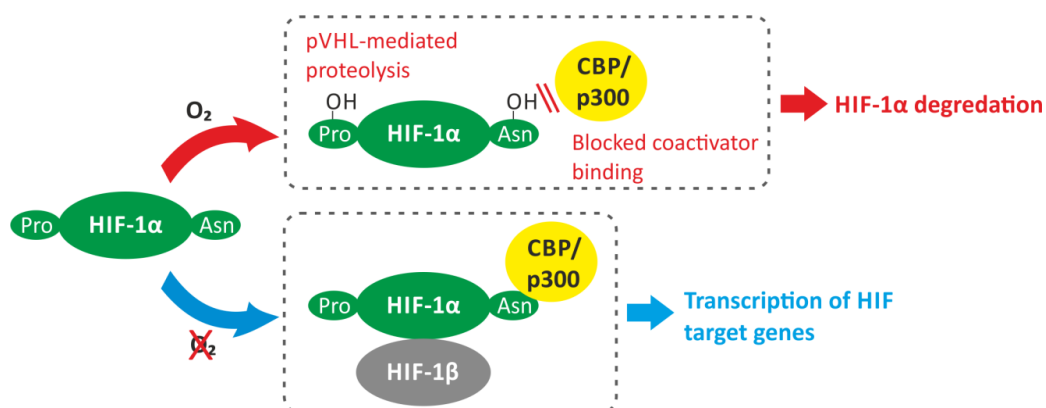 pVHL-mediated
proteolysis
CBP/
p300
OH
OH
O₂
Pro
HIF-1α
Asn
HIF-1α degredation
Blocked coactivator
binding
Pro
HIF-1α
Asn
CBP/
p300
Pro
HIF-1α
Asn
Transcription of HIF
target genes
O₂
HIF-1β